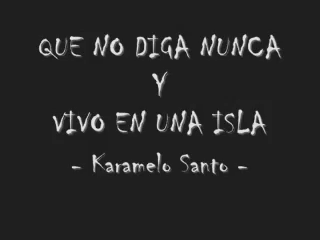 QUE NO DIGA NUNCA
Y
VIVO EN UNA ISLA
- Karamelo Santo -